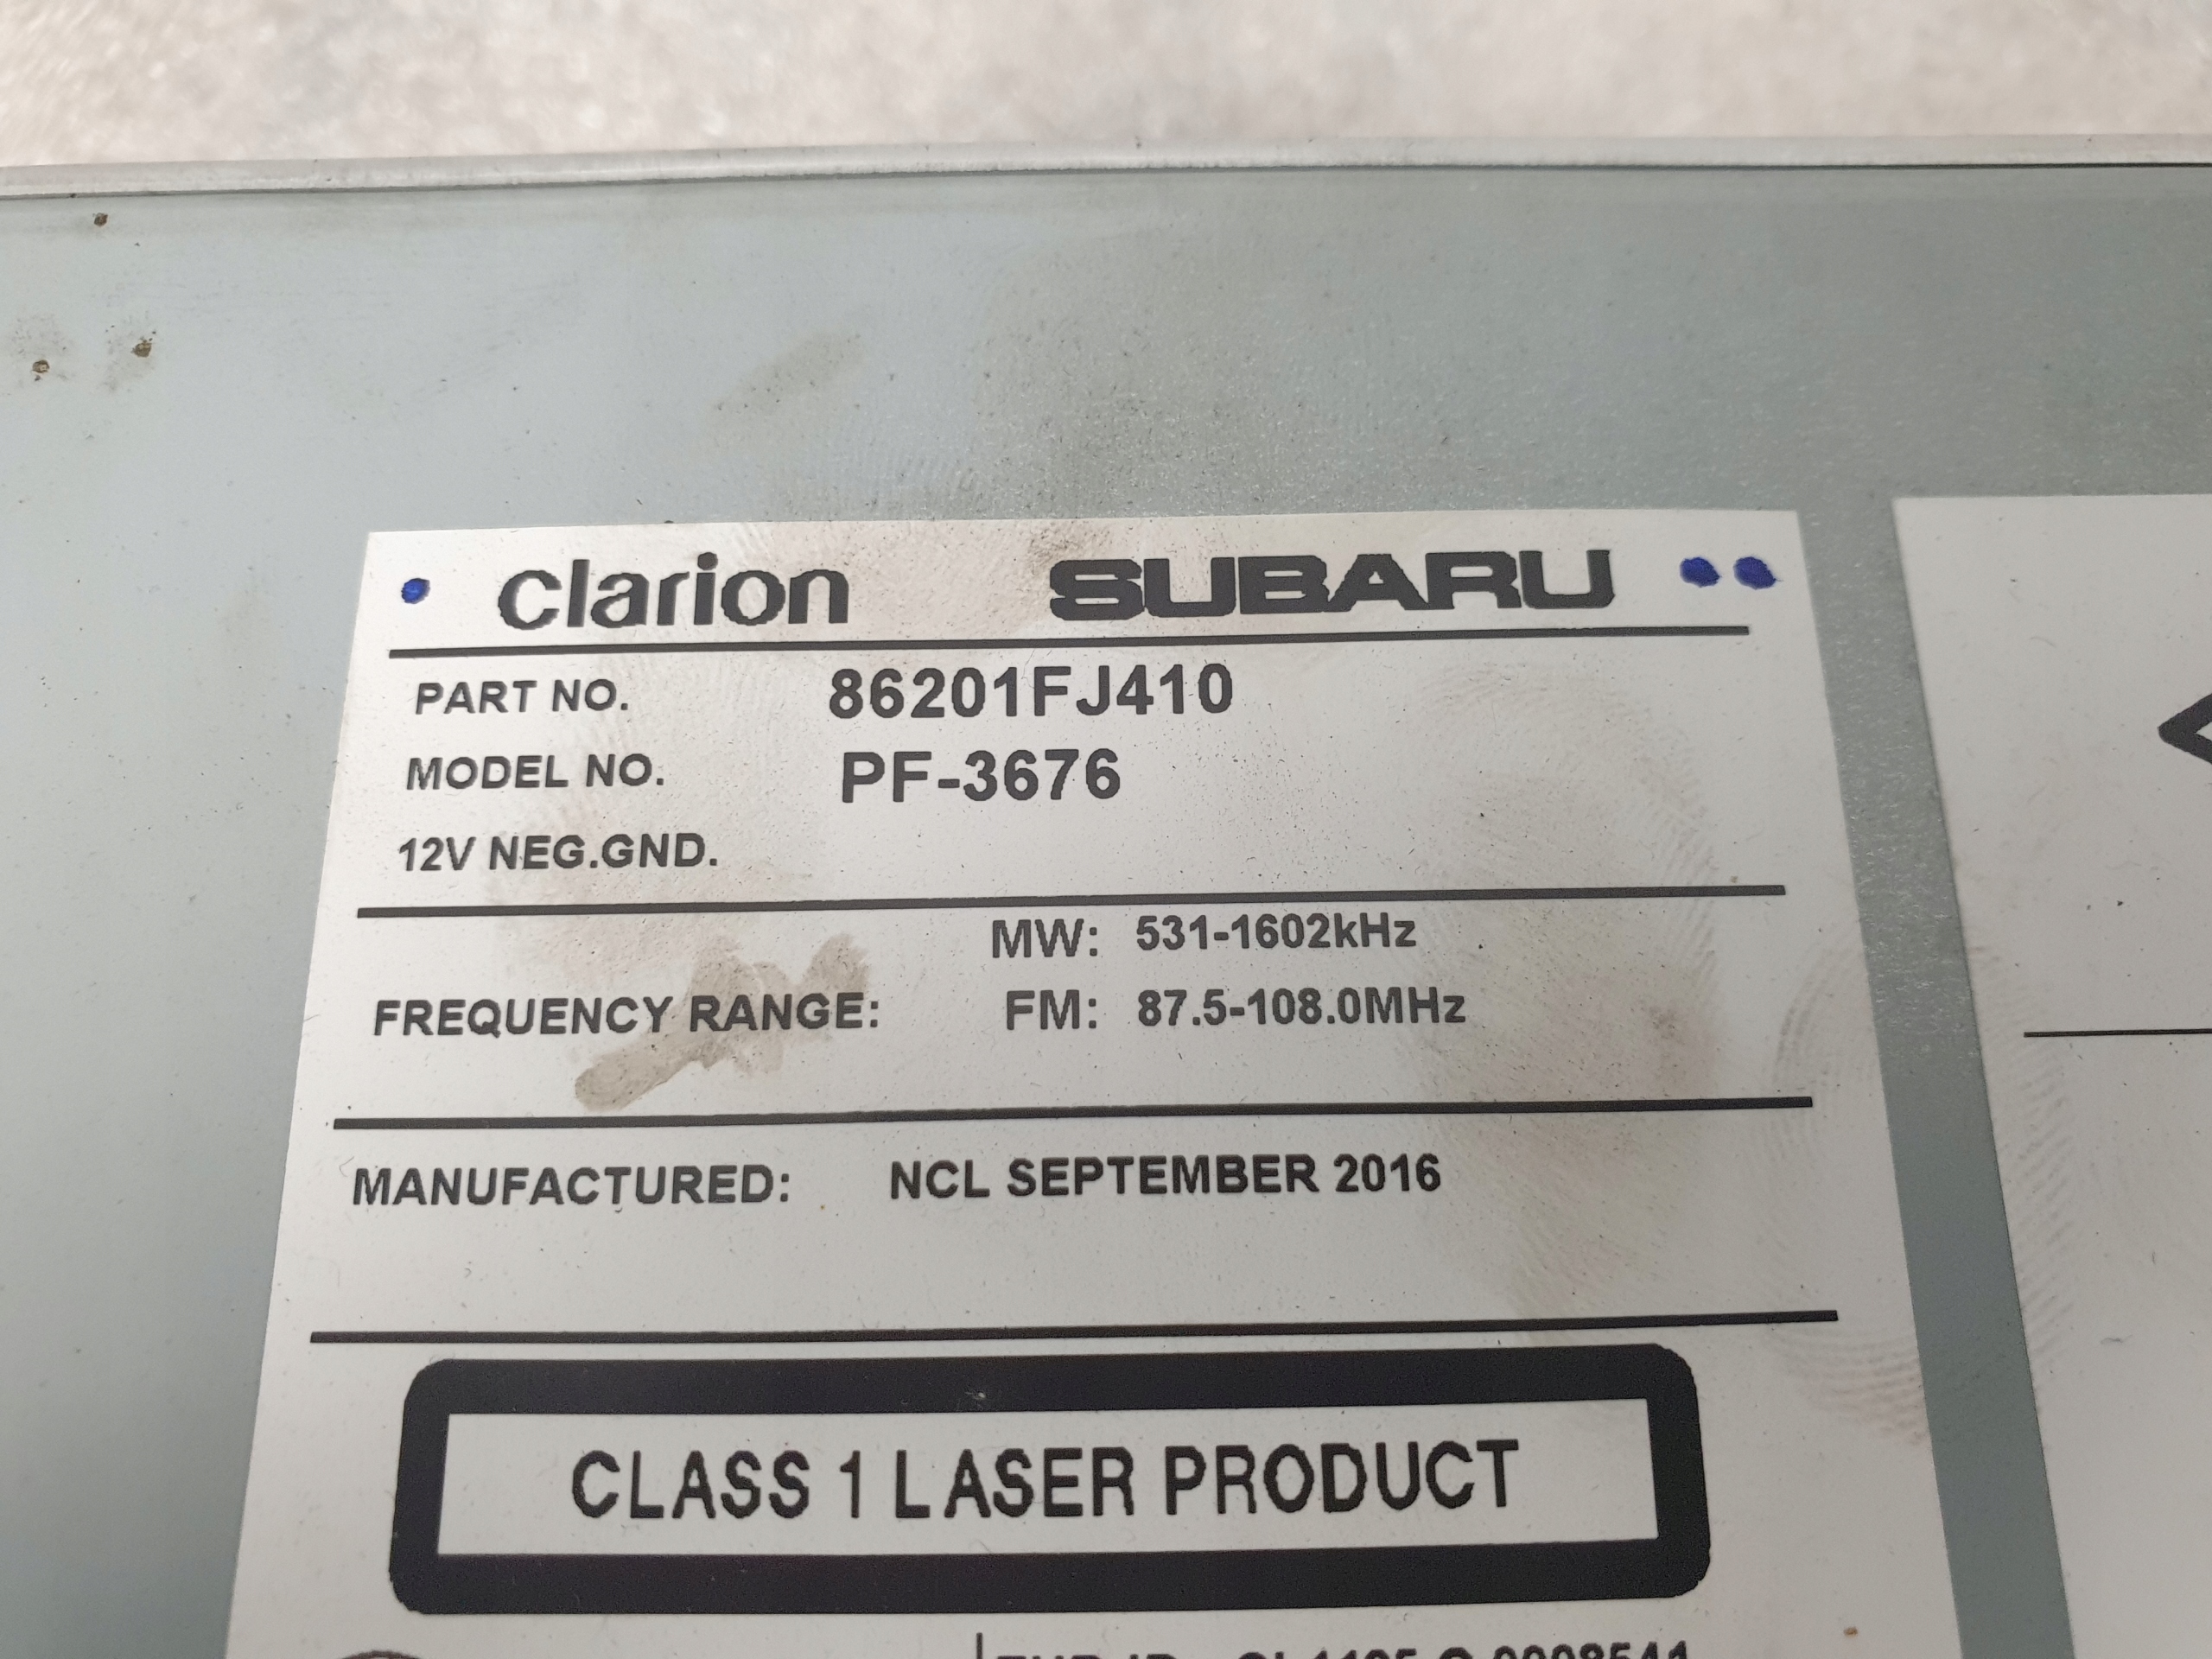 clarion SUBARU
PART NO. 86201FJ410
MODEL NO. PF-3676
12V NEG.GND.
MW: 531-1602kHz
FREQUENCY RANGE: FM: 87.5-108.0MHz
MANUFACTURED: NCL SEPTEMBER 2016
CLASS 1 LASER PRODUCT